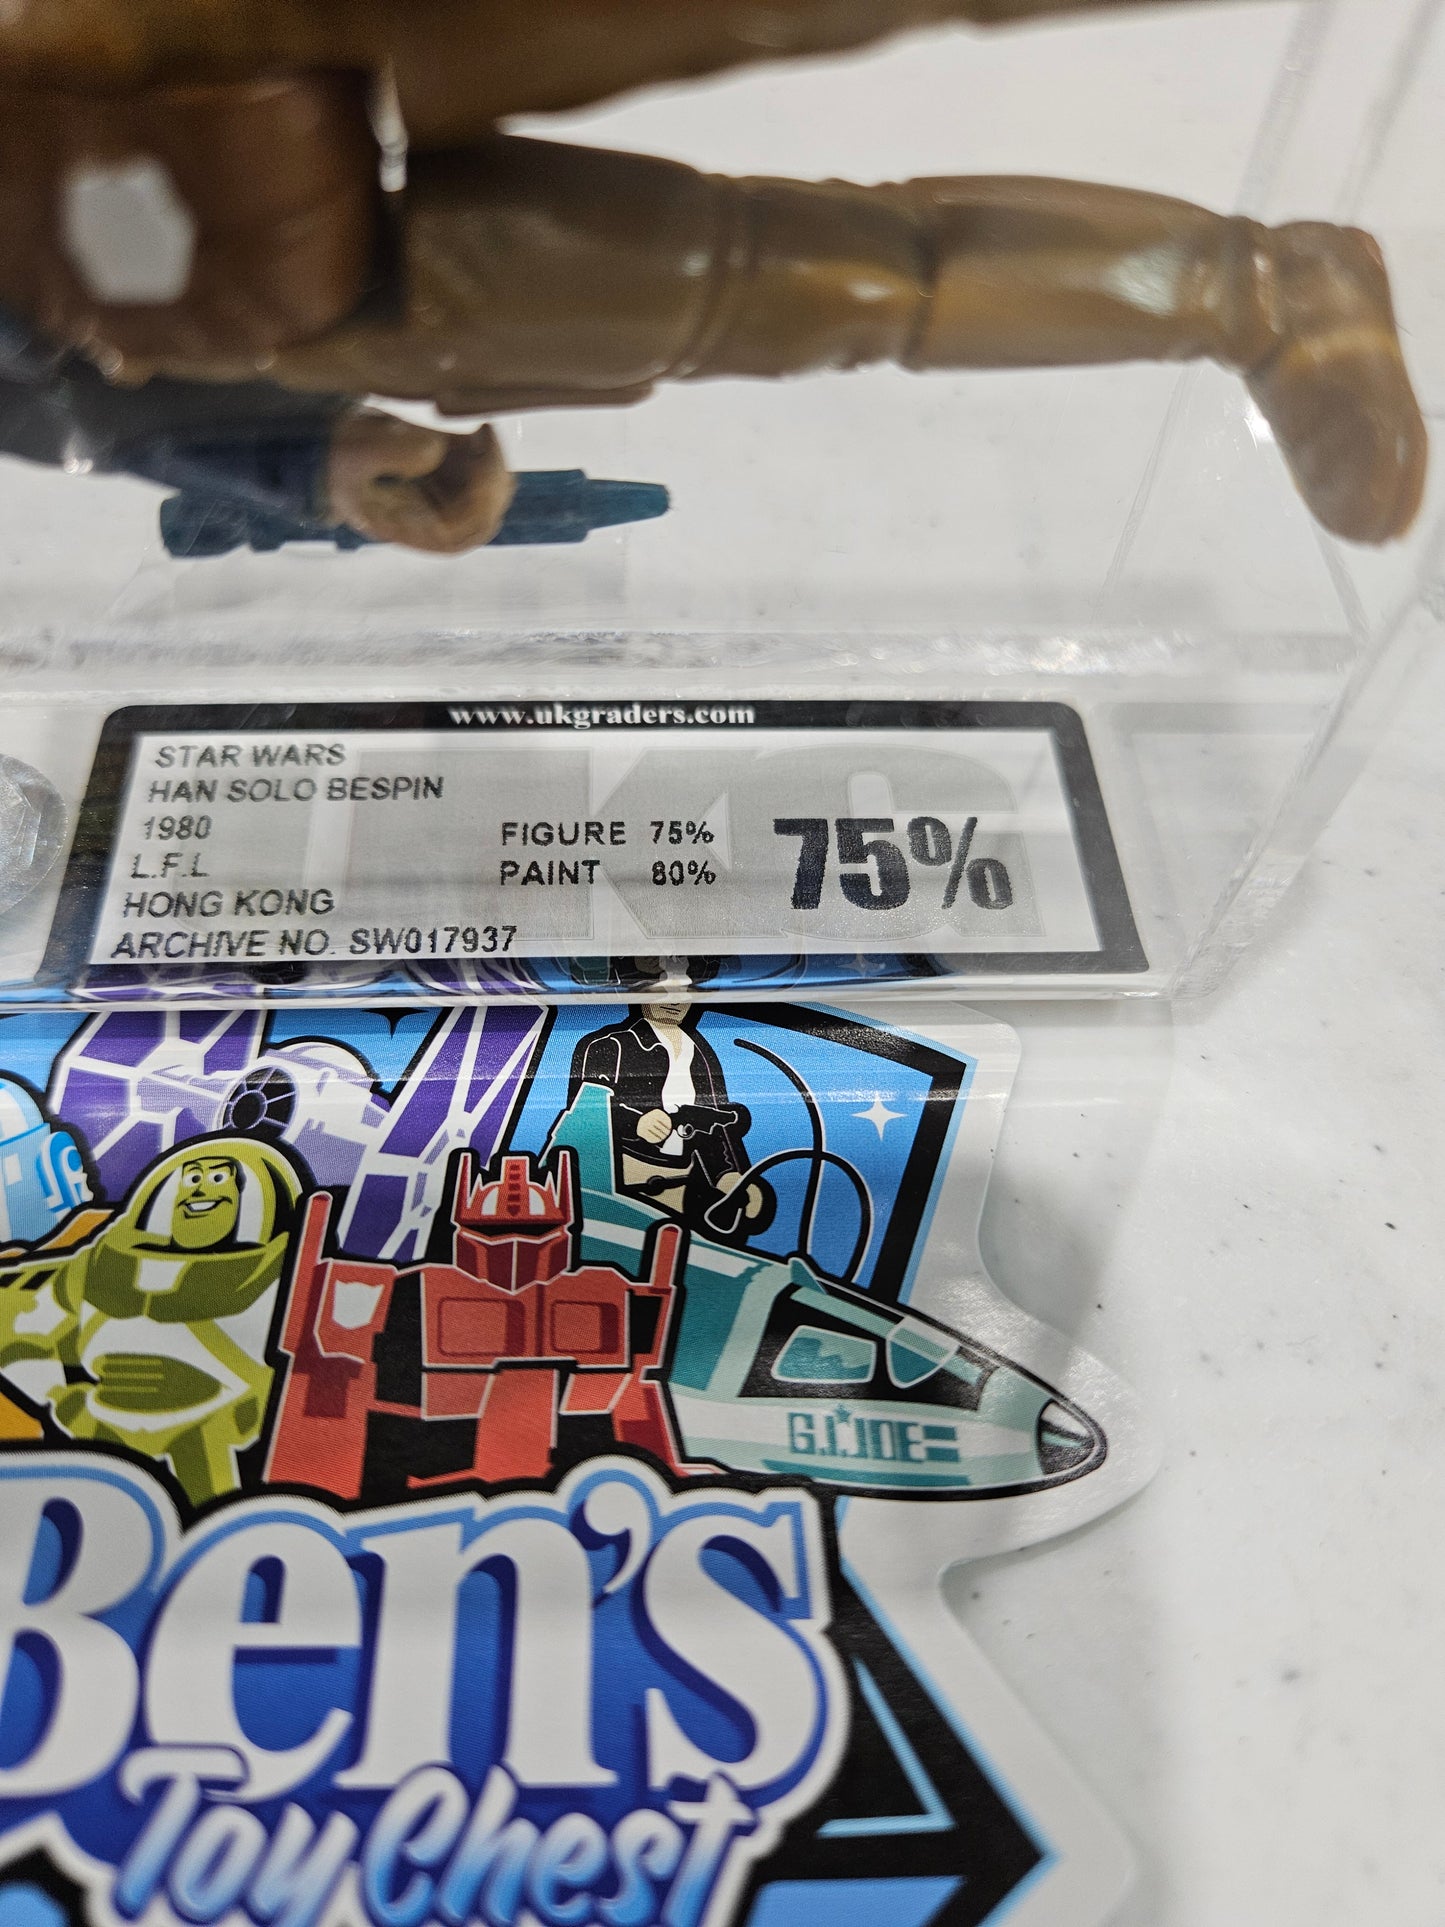 www.ukgraders.com
STAR WARS
HAN SOLO BESPIN
1980
L.F.L
HONG KONG
ARCHIVE NO. SW017937
FIGURE 75%
PAINT 80%
75%
UKG
G.I.JOE
Ben's
Toy Chest